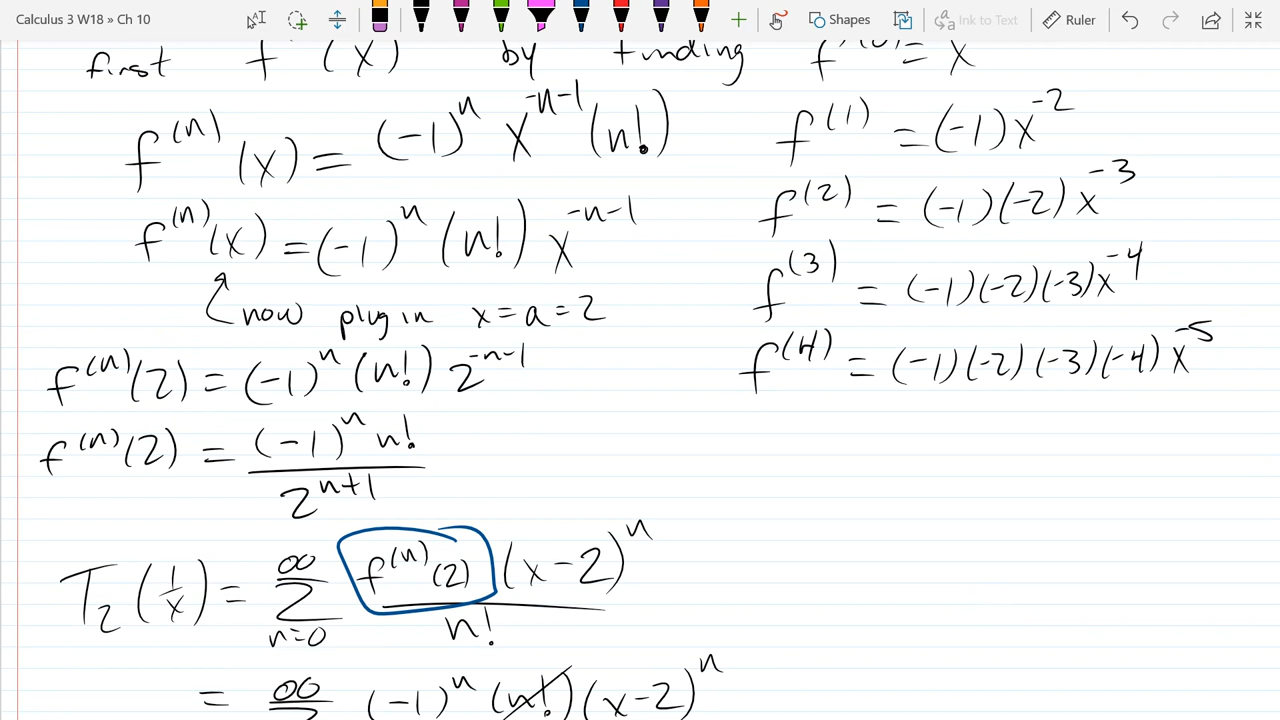 Calculus 3 W18 » Ch 10 Shapes Ink to Text Ruler
first f (x) by finding
f^(n)(x) = (-1)^n x^(-n-1) (n!)
f^(n)(x) = (-1)^n (n!) x^(-n-1)
now plug in x = a = 2
f^(n)(2) = (-1)^n (n!) 2^(-n-1)
f^(n)(2) = (-1)^n n! / 2^(n+1)
T_2 (1/x) = ∑_{n=0}^∞ f^(n)(2) (x-2)^n / n!
= ∑^∞ (-1)^n (n!) (x-2)^n
f^(1) = (-1)x^-2
f^(2) = (-1)(-2)x^-3
f^(3) = (-1)(-2)(-3)x^-4
f^(4) = (-1)(-2)(-3)(-4)x^-5